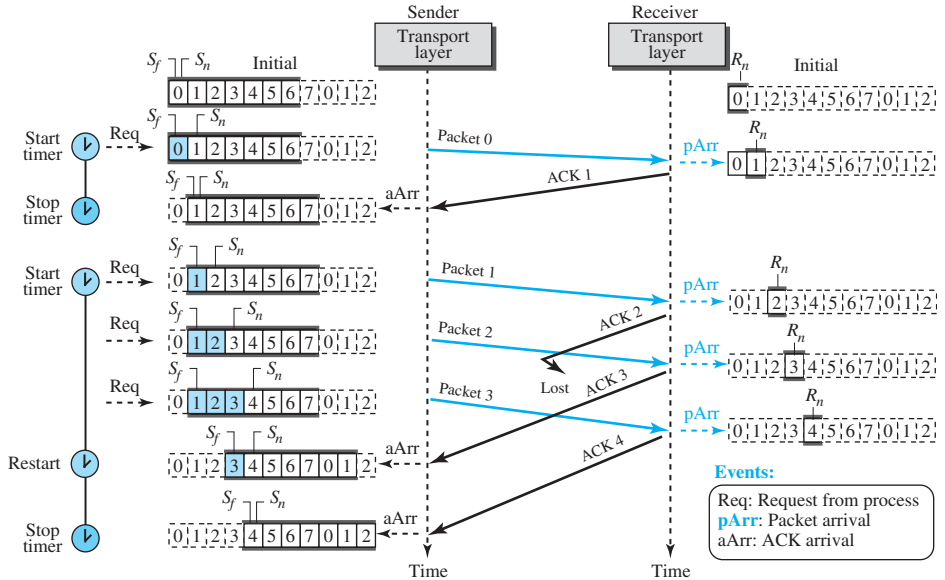 Sender
Receiver
Transport
layer
Transport
layer
Sf Sn Initial
0 1 2 3 4 5 6 7 0 1 2
Rn Initial
0 1 2 3 4 5 6 7 0 1 2
Start
timer
Req
Sf Sn
0 1 2 3 4 5 6 7 0 1 2
Packet 0
pArr
Rn
0 1 2 3 4 5 6 7 0 1 2
Stop
timer
Sf Sn
0 1 2 3 4 5 6 7 0 1 2
aArr
ACK 1
Start
timer
Req
Sf Sn
0 1 2 3 4 5 6 7 0 1 2
Packet 1
pArr
Rn
0 1 2 3 4 5 6 7 0 1 2
Req
Sf Sn
0 1 2 3 4 5 6 7 0 1 2
ACK 2
Lost
Packet 2
pArr
Rn
0 1 2 3 4 5 6 7 0 1 2
Req
Sf Sn
0 1 2 3 4 5 6 7 0 1 2
Packet 3
ACK 3
pArr
Rn
0 1 2 3 4 5 6 7 0 1 2
Restart
Sf Sn
0 1 2 3 4 5 6 7 0 1 2
aArr
ACK 4
Stop
timer
Sf Sn
0 1 2 3 4 5 6 7 0 1 2
aArr
Time
Time
Events:
Req: Request from process
pArr: Packet arrival
aArr: ACK arrival